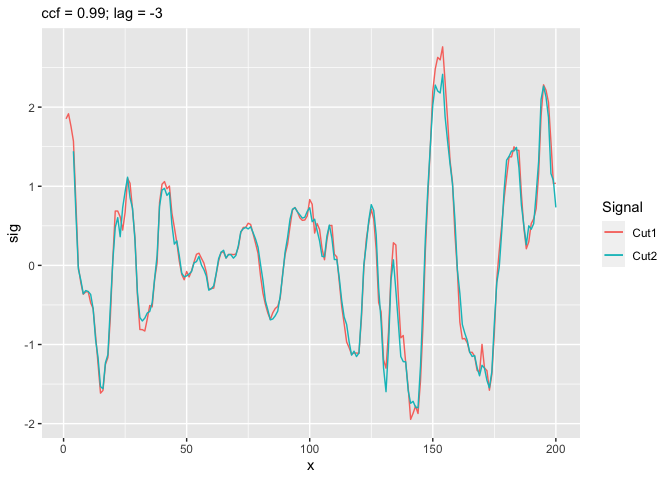 ccf = 0.99; lag = -3
sig
2
1
0
-1
-2
0
50
100
150
200
x
Signal
Cut1
Cut2